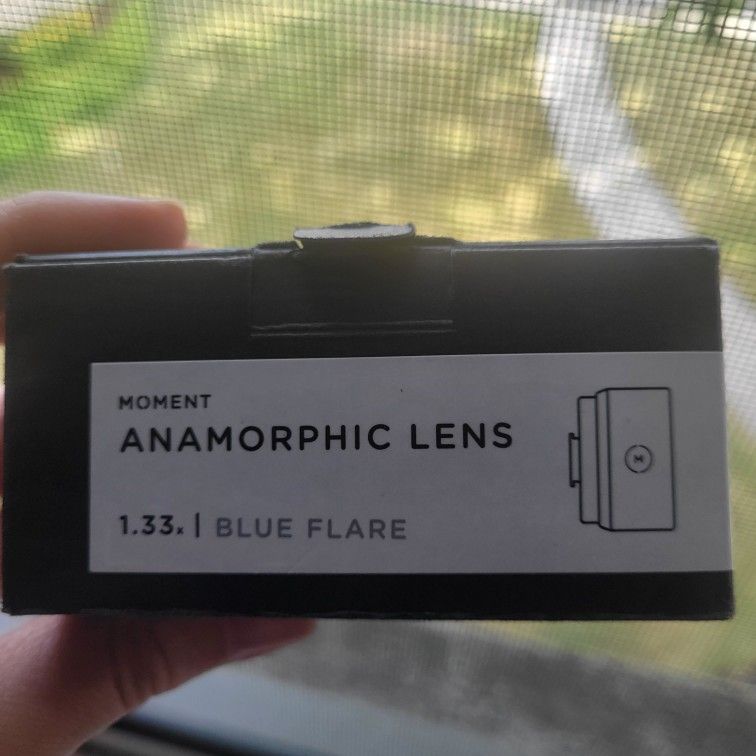 MOMENT
ANAMORPHIC LENS
1.33x | BLUE FLARE
M